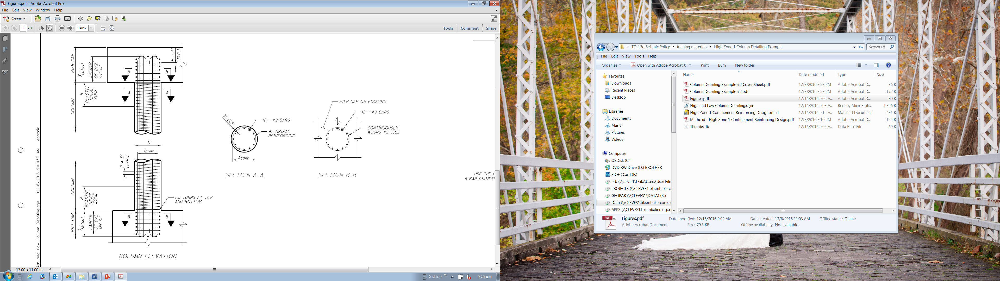 Figures.pdf - Adobe Acrobat Pro
File Edit View Window Help
Create
1 / 1
140%
Tools Comment Share
PIER CAP
lhbfact
LARGER
OF D/2
OR 15"
P = 3"
(TYP.)
B B
COLUMN
H
PLASTIC
HINGE
ZONE
A A
D
dCORE
P = 3"
(TYP.)
COLUMN
H
PLASTIC
HINGE
ZONE
1.5 TURNS AT TOP
AND BOTTOM
PILE CAP
lhbfact
LARGER
OF D/2
OR 15"
B B
COLUMN ELEVATION
3" CLR.
12 - #9 BARS
#5 SPIRAL
REINFORCING
dCORE
SECTION A-A
PIER CAP OR FOOTING
12 - #9 BARS
CONTINUOUSLY
WOUND #5 TIES
SECTION B-B
USE THE L
6 BAR DIAMETE
igh and Low Column Detailing.dgn 12/16/2016 9:01:37 AM eboznik
17.00 x 11.00 in
Desktop
9:20 AM
« TO-13d Seismic Policy training materials High Zone 1 Column Detailing Example
Search Hi...
File Edit View Tools Help
Organize Open with Adobe Acrobat X Print Burn New folder
Favorites
Downloads
Recent Places
Desktop
Libraries
Documents
Music
Pictures
Videos
Computer
OSDisk (C:)
DVD RW Drive (D:) BROTHER
SDHC Card (E:)
etb (\\clevfs1\Data\Users\User File
PROJECTS (\\CLEVFS1.bkr.mbakerc
GEOPAK (\\CLEVFS1\DATA) (K:)
Data (\\CLEVFS1.bkr.mbakercorp.cc
APPS (\\CLEVFS1.bkr.mbakercorp.c
Name Date modified Type Size
Column Detailing Example #2 Cover Sheet.pdf 12/8/2016 3:23 PM Adobe Acrobat D... 36 K
Column Detailing Example #2.pdf 12/8/2016 3:28 PM Adobe Acrobat D... 172 K
Figures.pdf 12/16/2016 9:02 A... Adobe Acrobat D... 80 K
High and Low Column Detailing.dgn 12/16/2016 9:03 A... Bentley MicroStati... 1,356 K
High Zone 1 Confinement Reinforcing Design.xmcd 12/16/2016 9:12 A... Mathcad Document 431 K
Mathcad - High Zone 1 Confinement Reinforcing Design.pdf 12/8/2016 3:10 PM Adobe Acrobat D... 154 K
Thumbs.db 12/16/2016 9:05 A... Data Base File 69 K
Figures.pdf Date modified: 12/16/2016 9:02 AM Date created: 12/6/2016 11:03 AM Offline status: Online
Adobe Acrobat Document Size: 79.3 KB Offline availability: Not available